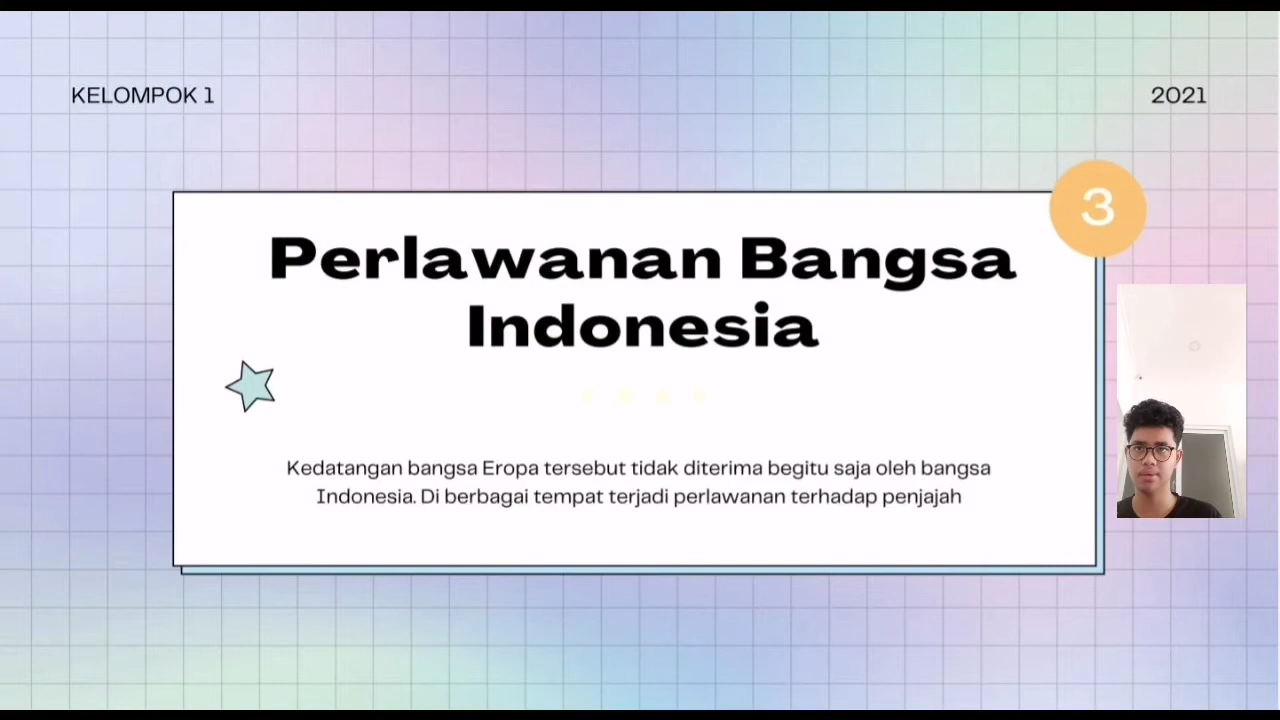 KELOMPOK 1
2021
3
Perlawanan Bangsa
Indonesia
Kedatangan bangsa Eropa tersebut tidak diterima begitu saja oleh bangsa
Indonesia. Di berbagai tempat terjadi perlawanan terhadap penjajah